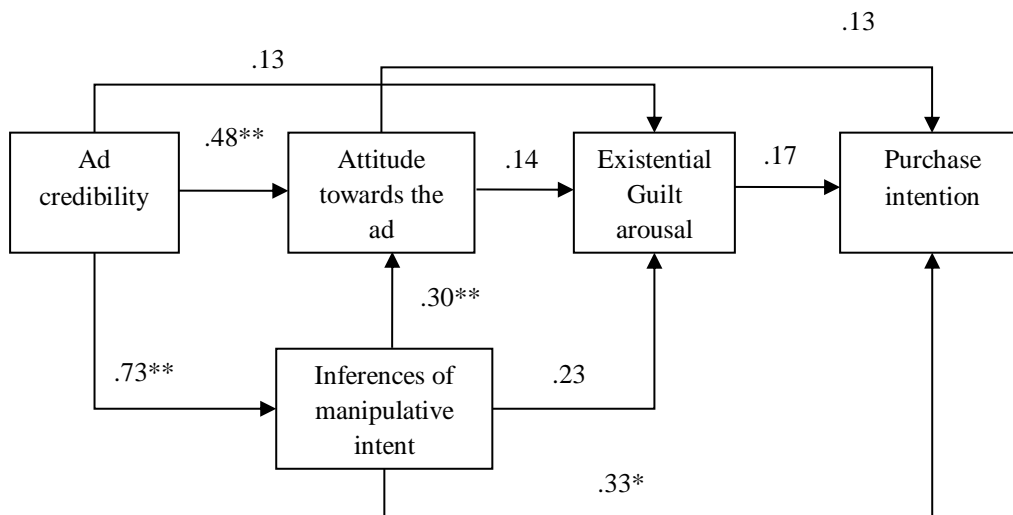 .13
.13
.48**
Ad
credibility
Attitude
towards the
ad
.14
Existential
Guilt
arousal
.17
Purchase
intention
.30**
.73**
Inferences of
manipulative
intent
.23
.33*